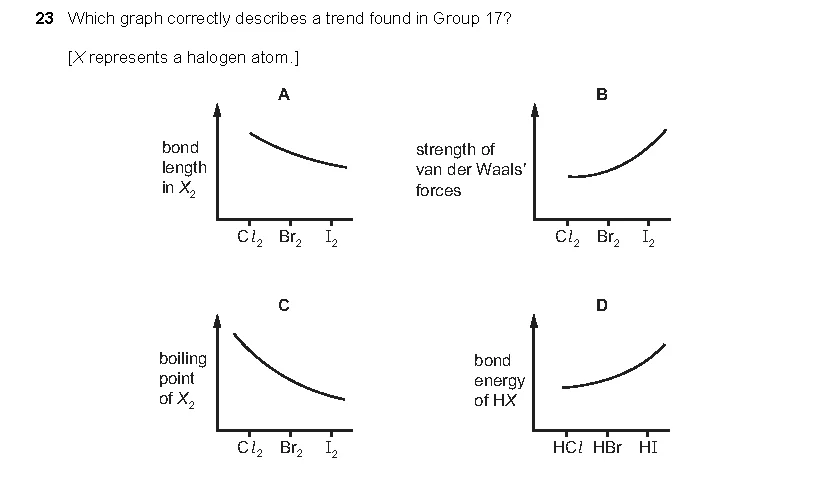 23 Which graph correctly describes a trend found in Group 17?
[X represents a halogen atom.]
A
bond
length
in X₂
Cl₂ Br₂ I₂
B
strength of
van der Waals’
forces
Cl₂ Br₂ I₂
C
boiling
point
of X₂
Cl₂ Br₂ I₂
D
bond
energy
of HX
HCl HBr HI